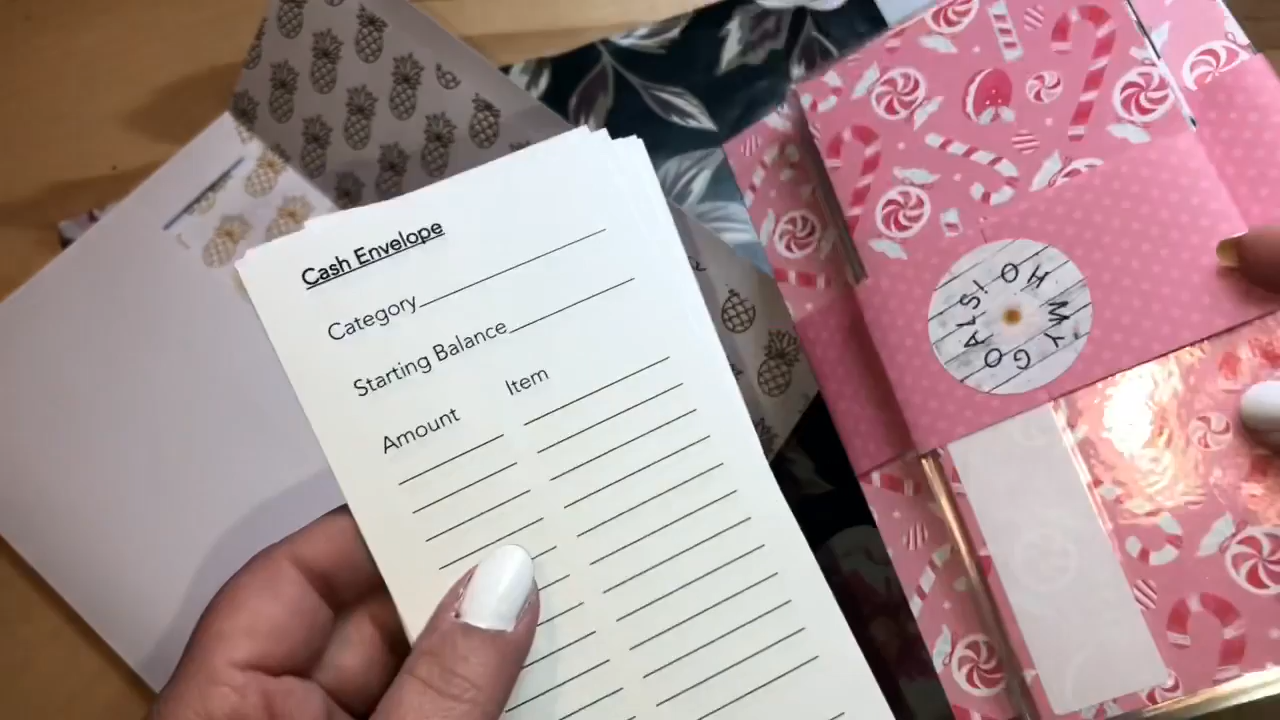 Cash Envelope
Category
Starting Balance
Amount Item
MY GOALS! OH